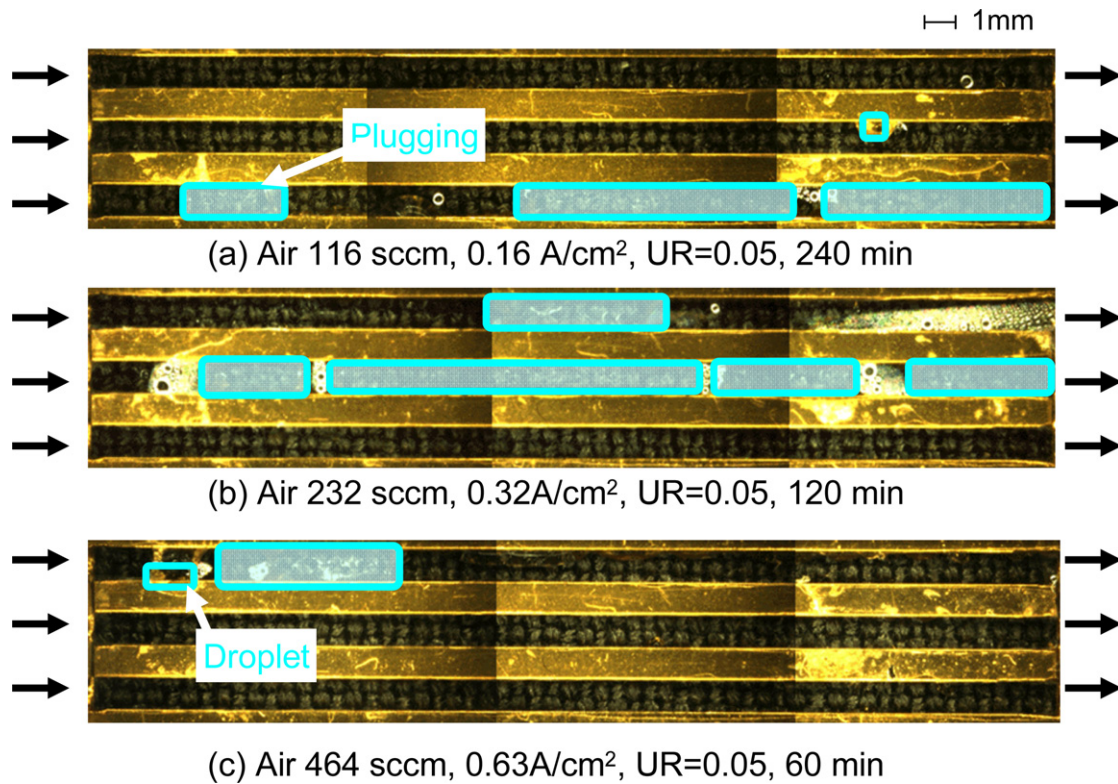 1mm
Plugging
(a) Air 116 sccm, 0.16 A/cm², UR=0.05, 240 min
(b) Air 232 sccm, 0.32A/cm², UR=0.05, 120 min
Droplet
(c) Air 464 sccm, 0.63A/cm², UR=0.05, 60 min